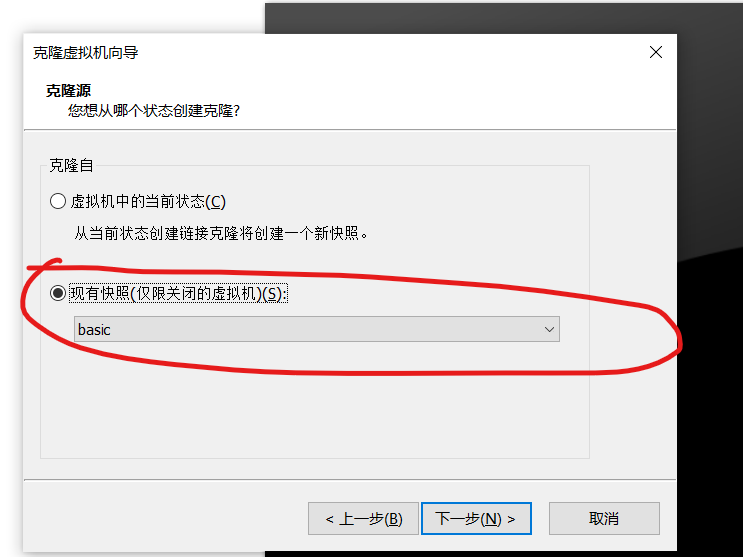 克隆虚拟机向导
克隆源
您想从哪个状态创建克隆?
克隆自
虚拟机中的当前状态(C)
从当前状态创建链接克隆将创建一个新快照。
现有快照(仅限关闭的虚拟机)(S):
basic
< 上一步(B) 下一步(N) > 取消